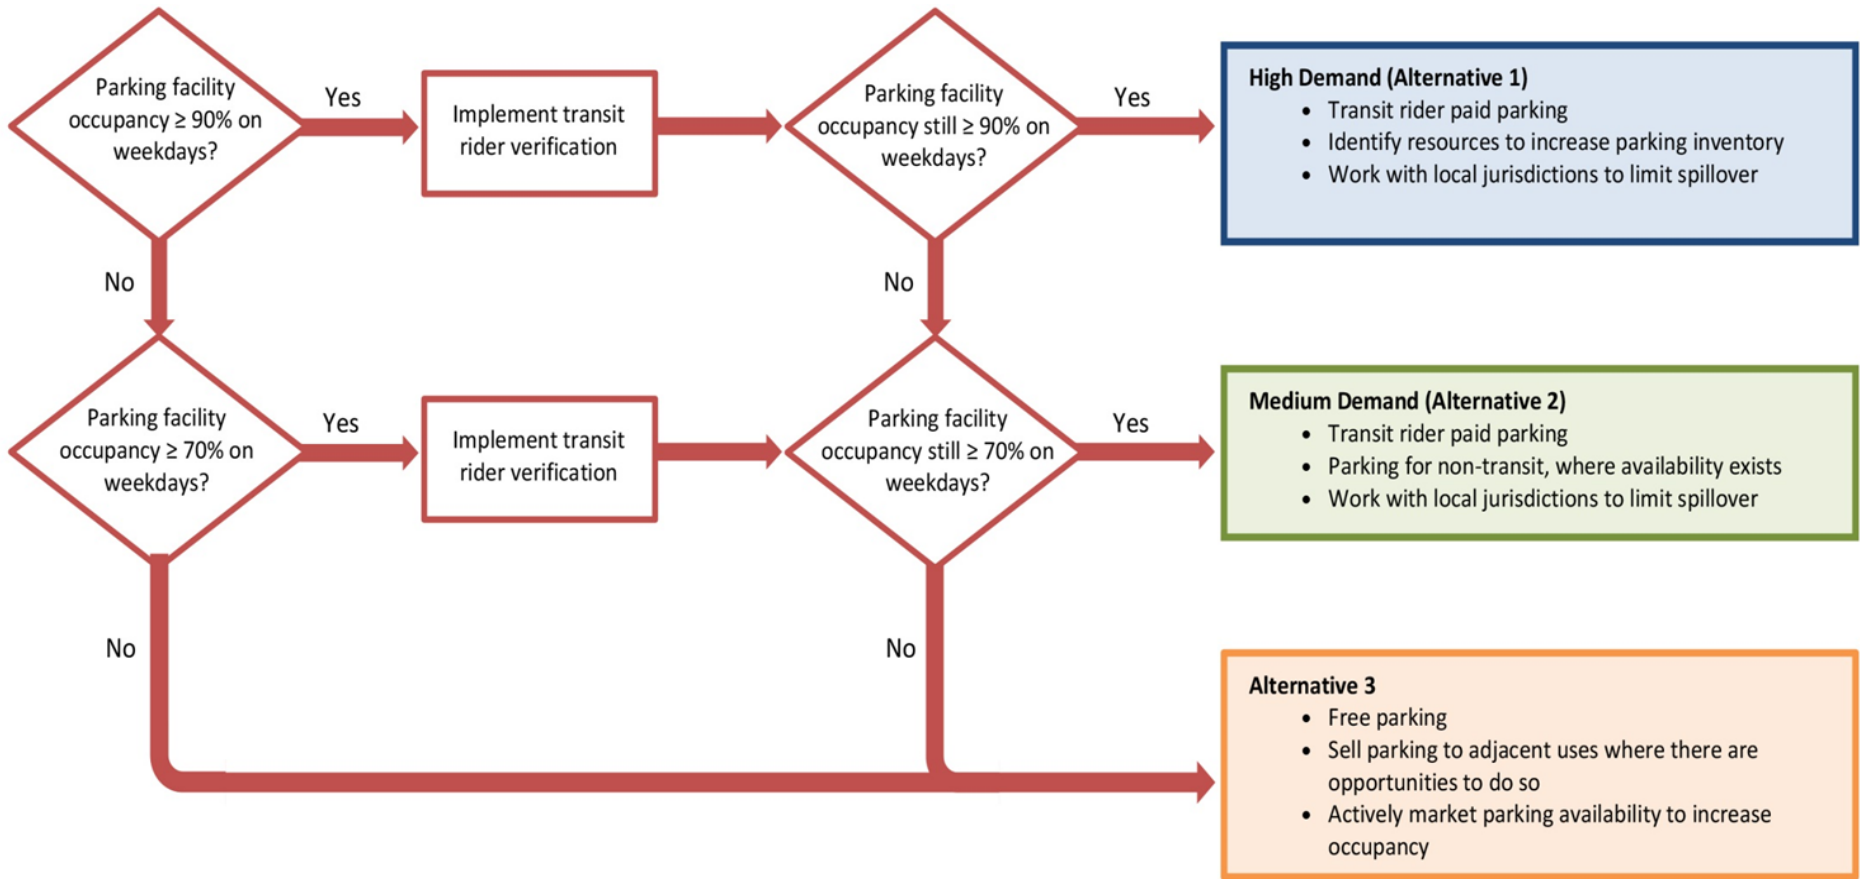 Parking facility
occupancy ≥ 90% on
weekdays?
Yes
Implement transit
rider verification
Parking facility
occupancy still ≥ 90% on
weekdays?
Yes
High Demand (Alternative 1)
• Transit rider paid parking
• Identify resources to increase parking inventory
• Work with local jurisdictions to limit spillover
No
No
Parking facility
occupancy ≥ 70% on
weekdays?
Yes
Implement transit
rider verification
Parking facility
occupancy still ≥ 70% on
weekdays?
Yes
Medium Demand (Alternative 2)
• Transit rider paid parking
• Parking for non-transit, where availability exists
• Work with local jurisdictions to limit spillover
No
No
Alternative 3
• Free parking
• Sell parking to adjacent uses where there are
opportunities to do so
• Actively market parking availability to increase
occupancy